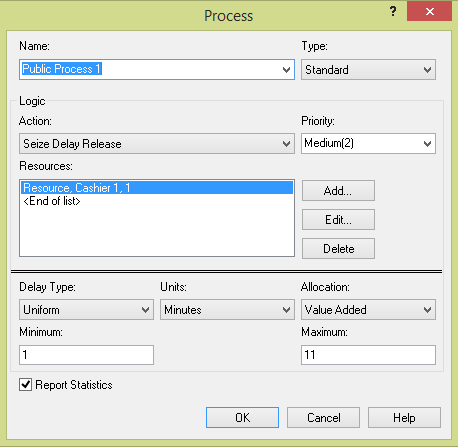 Process
?
Name:
Type:
Public Process 1
Standard
Logic
Action:
Priority:
Seize Delay Release
Medium(2)
Resources:
Resource, Cashier 1, 1
<End of list>
Add...
Edit...
Delete
Delay Type:
Units:
Allocation:
Uniform
Minutes
Value Added
Minimum:
Maximum:
1
11
Report Statistics
OK
Cancel
Help